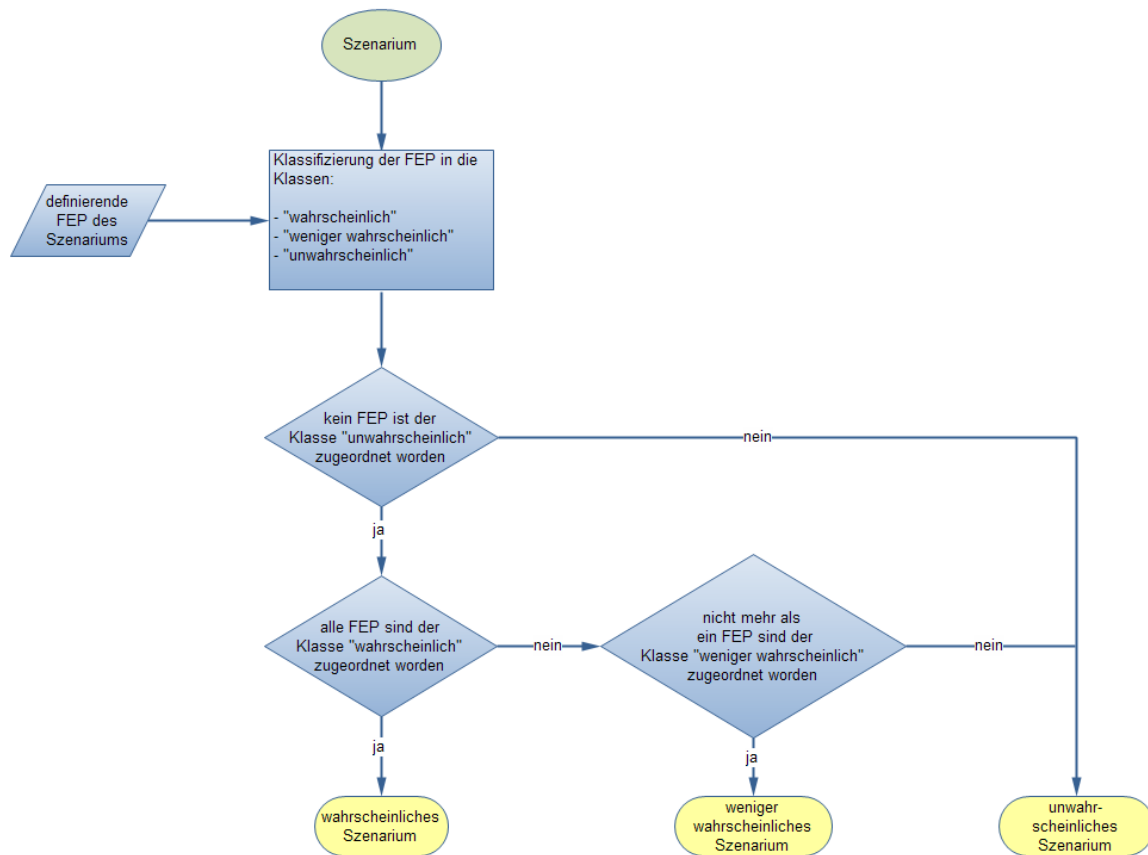 Szenarium
Klassifizierung der FEP in die
Klassen:
- "wahrscheinlich"
- "weniger wahrscheinlich"
- "unwahrscheinlich"
definierende
FEP des
Szenariums
kein FEP ist der
Klasse "unwahrscheinlich"
zugeordnet worden
nein
ja
alle FEP sind der
Klasse "wahrscheinlich"
zugeordnet worden
nein
nicht mehr als
ein FEP sind der
Klasse "weniger wahrscheinlich"
zugeordnet worden
nein
ja
ja
wahrscheinliches
Szenarium
weniger
wahrscheinliches
Szenarium
unwahr-
scheinliches
Szenarium